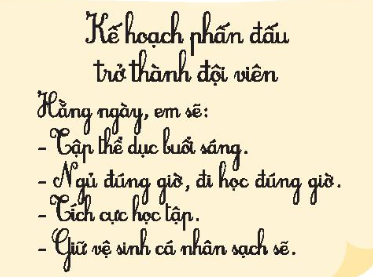 Kế hoạch phấn đấu
trở thành đội viên
Hằng ngày, em sẽ:
- Tập thể dục buổi sáng.
- Ngủ đúng giờ, đi học đúng giờ.
- Tích cực học tập.
- Giữ vệ sinh cá nhân sạch sẽ.